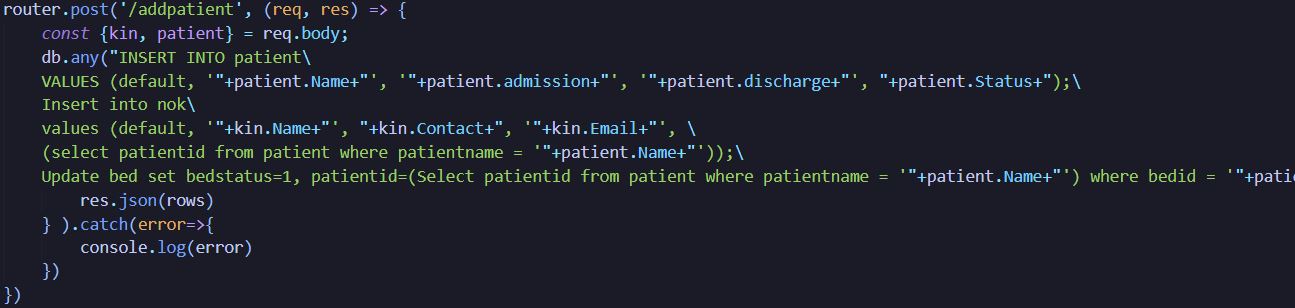 router.post('/addpatient', (req, res) => {
    const {kin, patient} = req.body;
    db.any("INSERT INTO patient\
    VALUES (default, '"+patient.Name+"', '"+patient.admission+"', '"+patient.discharge+"', "+patient.Status+");\
    Insert into nok\
    values (default, '"+kin.Name+"', "+kin.Contact+", '"+kin.Email+"', \
    (select patientid from patient where patientname = '"+patient.Name+"'));\
    Update bed set bedstatus=1, patientid=(Select patientid from patient where patientname = '"+patient.Name+"') where bedid = '"+patie
        res.json(rows)
    } ).catch(error=>{
        console.log(error)
    })
})